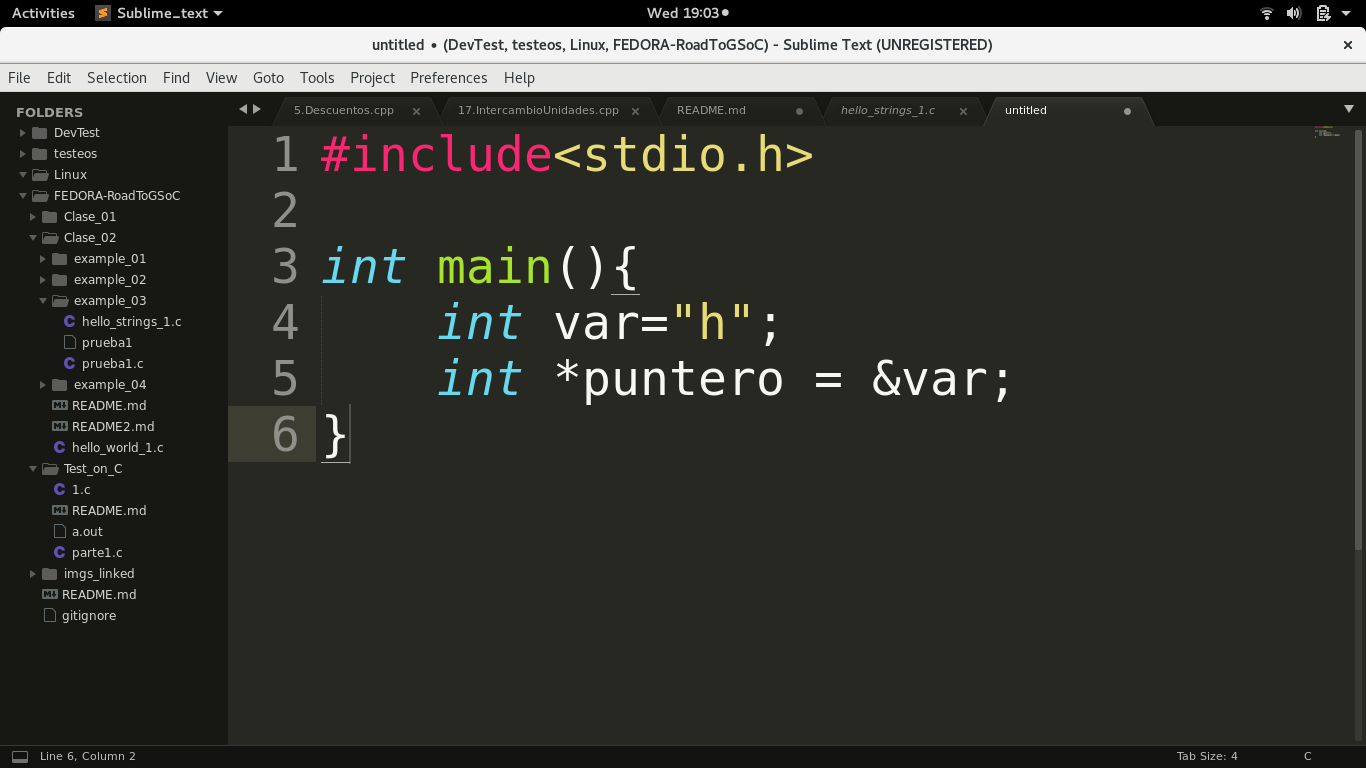 Activities Sublime_text Wed 19:03
untitled • (DevTest, testeos, Linux, FEDORA-RoadToGSoC) - Sublime Text (UNREGISTERED)
File Edit Selection Find View Goto Tools Project Preferences Help
5.Descuentos.cpp 17.IntercambioUnidades.cpp README.md hello_strings_1.c untitled
FOLDERS
DevTest
testeos
Linux
FEDORA-RoadToGSoC
Clase_01
Clase_02
example_01
example_02
example_03
hello_strings_1.c
prueba1
prueba1.c
example_04
README.md
README2.md
hello_world_1.c
Test_on_C
1.c
README.md
a.out
parte1.c
imgs_linked
README.md
gitignore
1 #include<stdio.h>
2
3 int main(){
4 int var="h";
5 int *puntero = &var;
6 }
Line 6, Column 2 Tab Size: 4 C